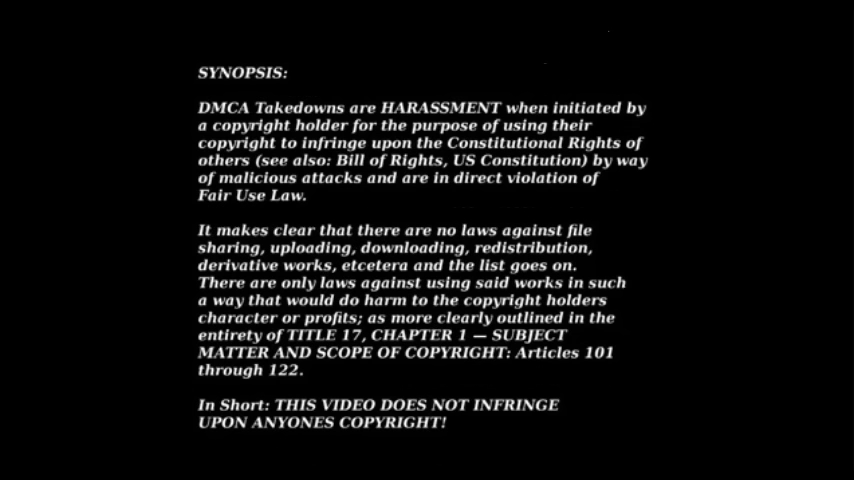 SYNOPSIS:
DMCA Takedowns are HARASSMENT when initiated by
a copyright holder for the purpose of using their
copyright to infringe upon the Constitutional Rights of
others (see also: Bill of Rights, US Constitution) by way
of malicious attacks and are in direct violation of
Fair Use Law.
It makes clear that there are no laws against file
sharing, uploading, downloading, redistribution,
derivative works, etcetera and the list goes on.
There are only laws against using said works in such
a way that would do harm to the copyright holders
character or profits; as more clearly outlined in the
entirety of TITLE 17, CHAPTER 1 — SUBJECT
MATTER AND SCOPE OF COPYRIGHT: Articles 101
through 122.
In Short: THIS VIDEO DOES NOT INFRINGE
UPON ANYONES COPYRIGHT!